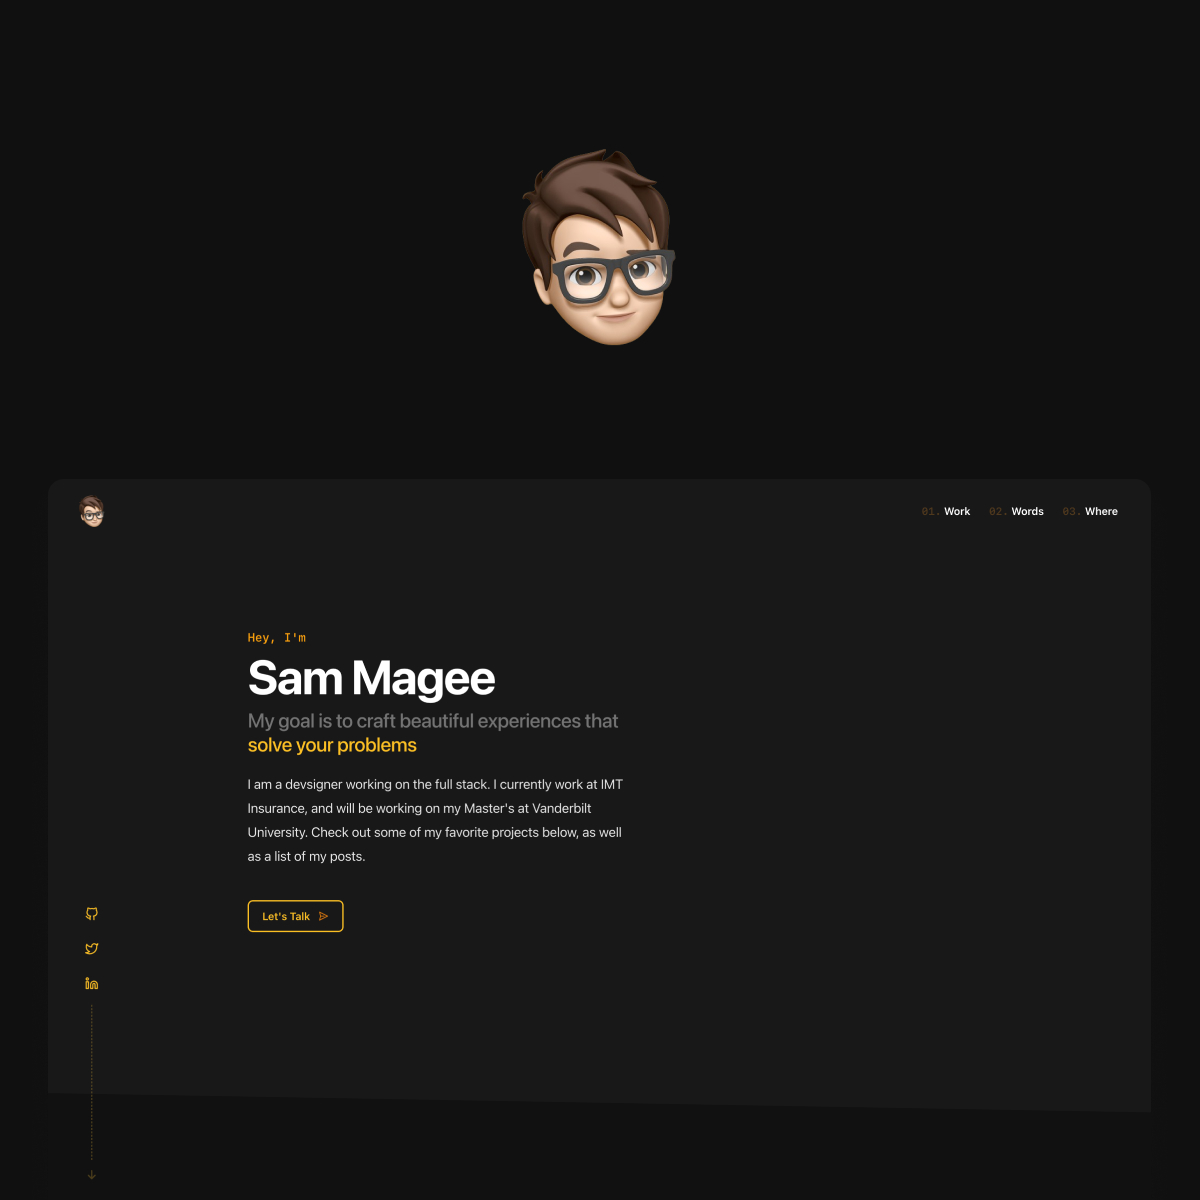 01. Work 02. Words 03. Where
Hey, I'm
Sam Magee
My goal is to craft beautiful experiences that
solve your problems
I am a devsigner working on the full stack. I currently work at IMT
Insurance, and will be working on my Master's at Vanderbilt
University. Check out some of my favorite projects below, as well
as a list of my posts.
Let's Talk